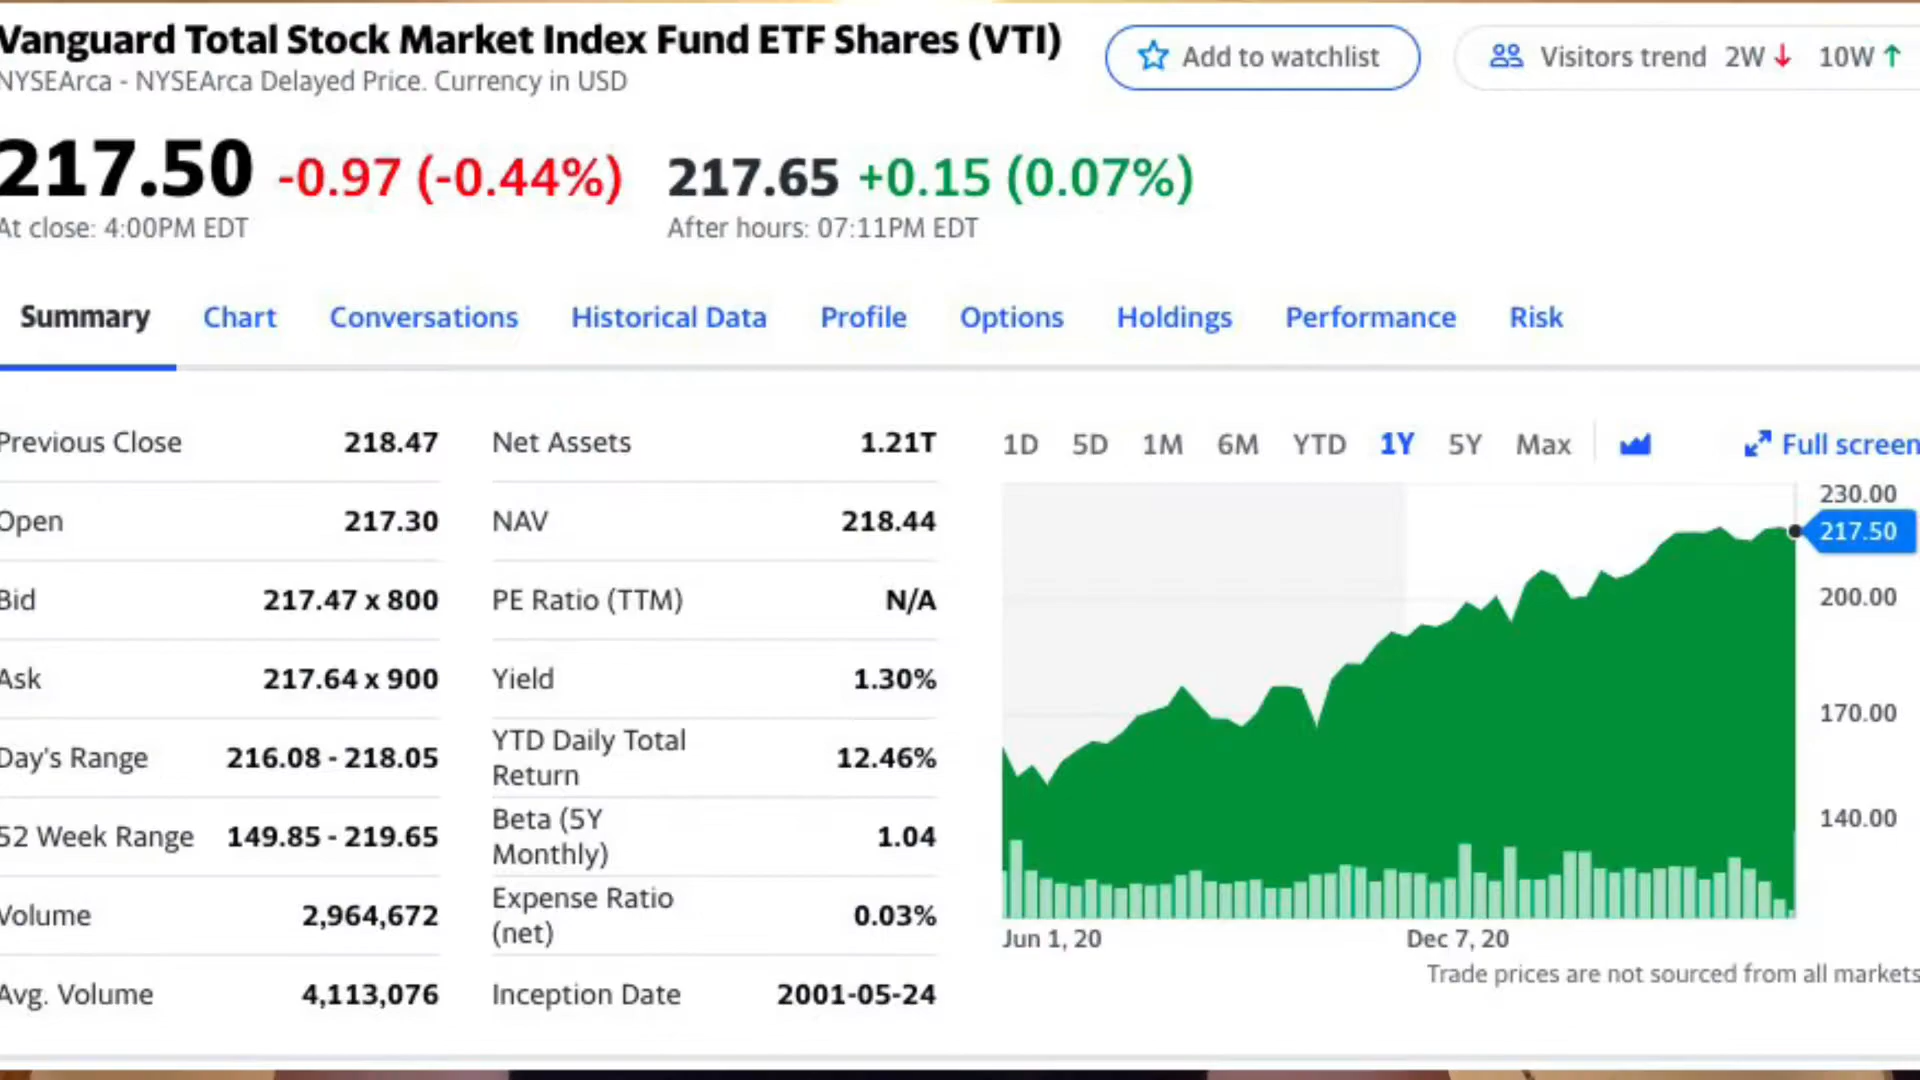 Vanguard Total Stock Market Index Fund ETF Shares (VTI)
NYSEArca - NYSEArca Delayed Price. Currency in USD
Add to watchlist
Visitors trend 2W 10W
217.50 -0.97 (-0.44%)
At close: 4:00PM EDT
217.65 +0.15 (0.07%)
After hours: 07:11PM EDT
Summary Chart Conversations Historical Data Profile Options Holdings Performance Risk
Previous Close 218.47
Open 217.30
Bid 217.47 x 800
Ask 217.64 x 900
Day's Range 216.08 - 218.05
52 Week Range 149.85 - 219.65
Volume 2,964,672
Avg. Volume 4,113,076
Net Assets 1.21T
NAV 218.44
PE Ratio (TTM) N/A
Yield 1.30%
YTD Daily Total
Return 12.46%
Beta (5Y
Monthly) 1.04
Expense Ratio
(net) 0.03%
Inception Date 2001-05-24
1D 5D 1M 6M YTD 1Y 5Y Max Full screen
230.00
217.50
200.00
170.00
140.00
Jun 1, 20 Dec 7, 20
Trade prices are not sourced from all markets